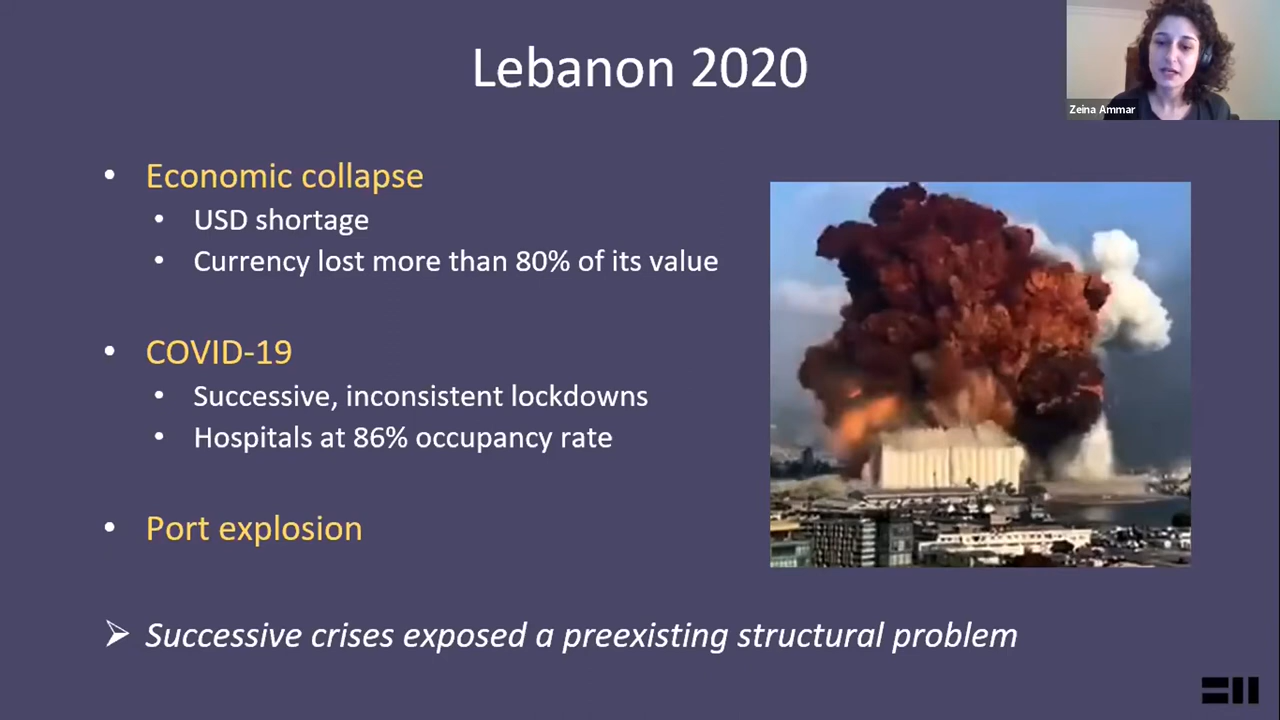 Lebanon 2020
Zeina Ammar
• Economic collapse
• USD shortage
• Currency lost more than 80% of its value
• COVID-19
• Successive, inconsistent lockdowns
• Hospitals at 86% occupancy rate
• Port explosion
➢ Successive crises exposed a preexisting structural problem